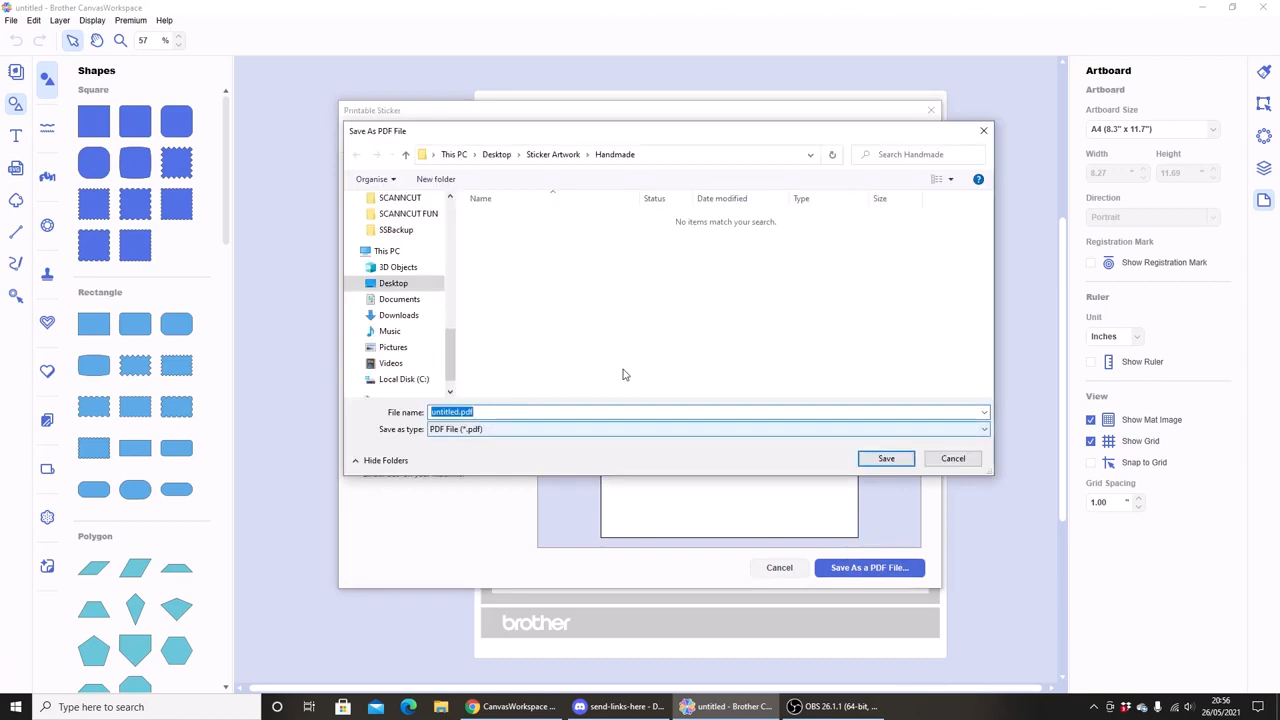 untitled - Brother CanvasWorkspace
File Edit Layer Display Premium Help
57 %
Shapes
Square
Rectangle
Polygon
Printable Sticker
Save As PDF File
This PC > Desktop > Sticker Artwork > Handmade
Search Handmade
Organise New folder
Name Status Date modified Type Size
No items match your search.
SCANNCUT
SCANNCUT FUN
SSBackup
This PC
3D Objects
Desktop
Documents
Downloads
Music
Pictures
Videos
Local Disk (C:)
File name: untitled.pdf
Save as type: PDF File (*.pdf)
Hide Folders
Save Cancel
Cancel Save As a PDF File...
brother
Artboard
Artboard
Artboard Size
A4 (8.3" x 11.7")
Width Height
8.27 " 11.69 "
Direction
Portrait
Registration Mark
Show Registration Mark
Ruler
Unit
Inches
Show Ruler
View
Show Mat Image
Show Grid
Snap to Grid
Grid Spacing
1.00 "
Type here to search
CanvasWorkspace ...
send-links-here - D...
untitled - Brother C...
OBS 26.1.1 (64-bit, ...
20:56
26/05/2021